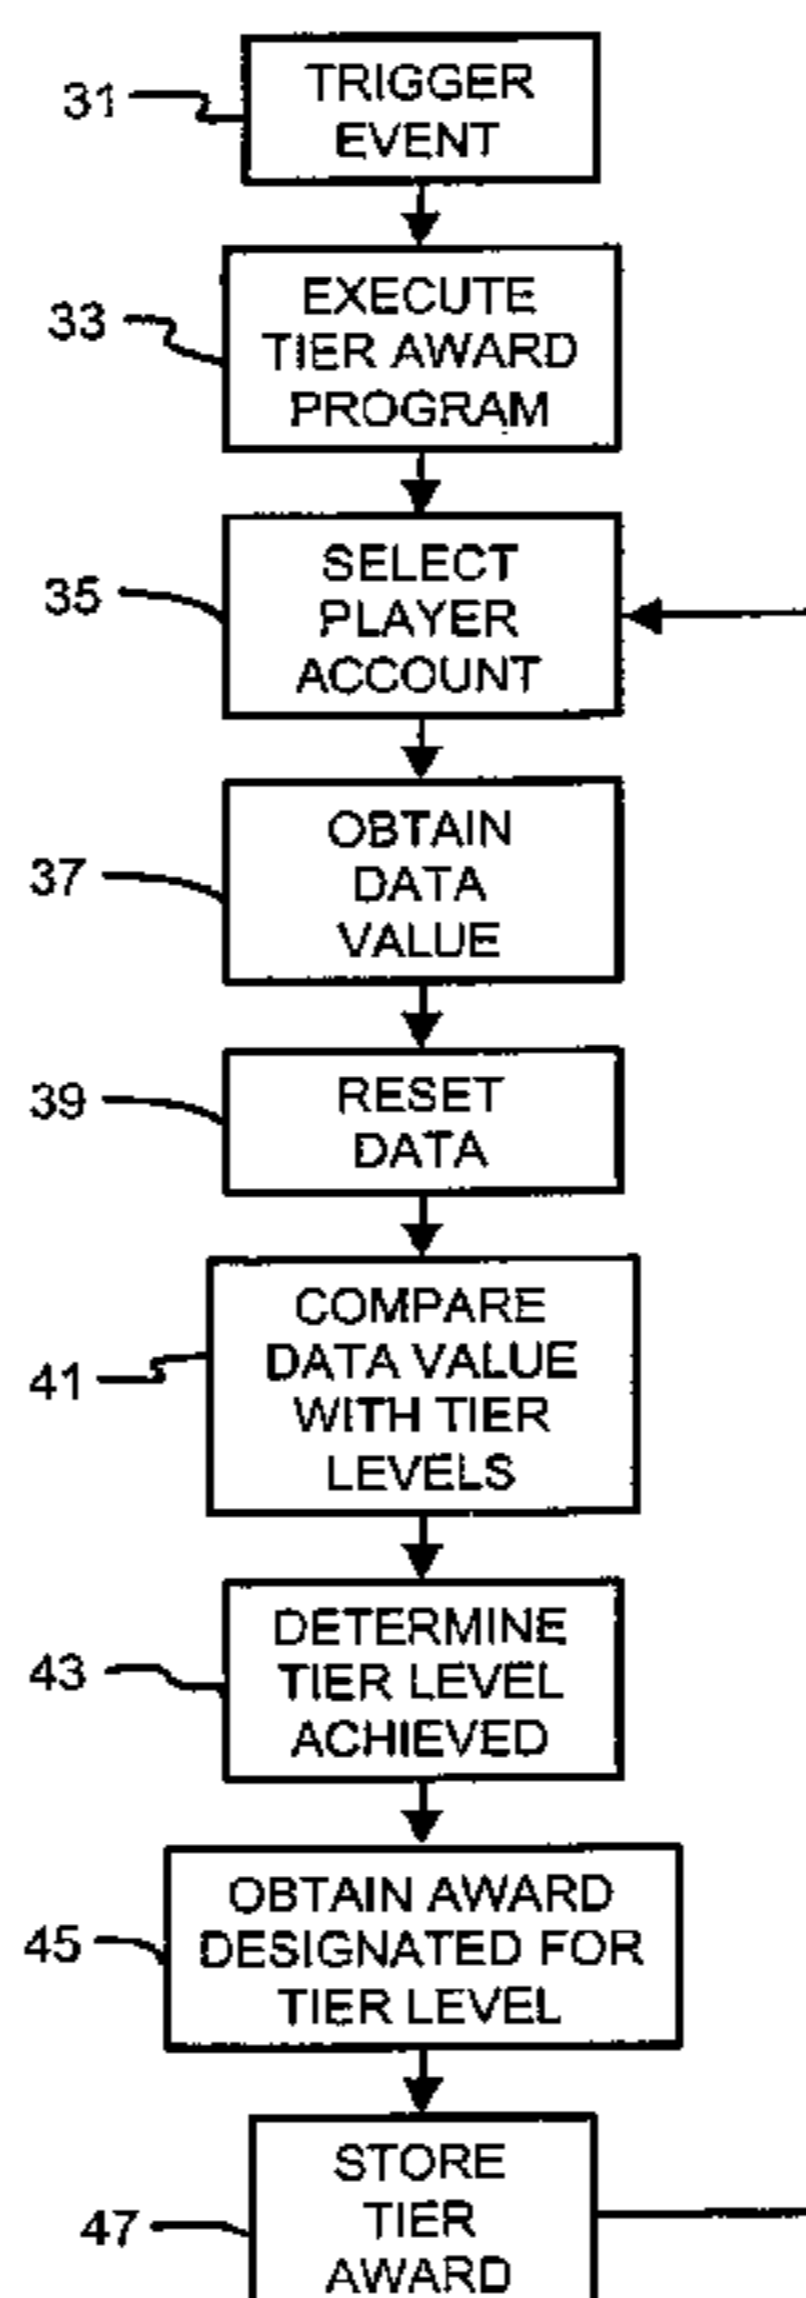 31
TRIGGER
EVENT
33
EXECUTE
TIER AWARD
PROGRAM
35
SELECT
PLAYER
ACCOUNT
37
OBTAIN
DATA
VALUE
39
RESET
DATA
41
COMPARE
DATA VALUE
WITH TIER
LEVELS
43
DETERMINE
TIER LEVEL
ACHIEVED
45
OBTAIN AWARD
DESIGNATED FOR
TIER LEVEL
47
STORE
TIER
AWARD